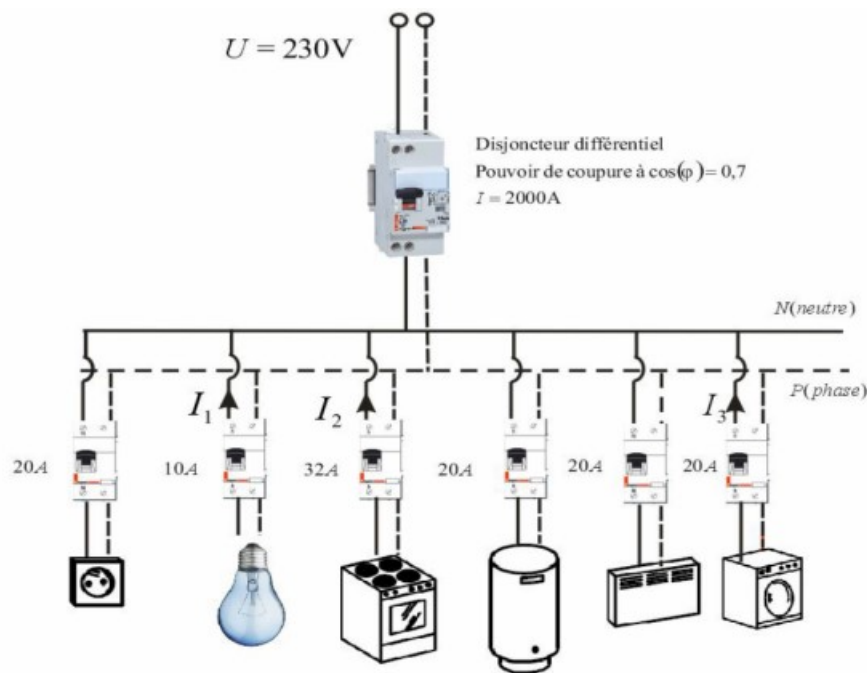 U = 230V
Disjoncteur différentiel
Pouvoir de coupure à cos(φ) = 0,7
I = 2000A
N(neutre)
P(phase)
I₁
I₂
I₃
20A
10A
32A
20A
20A
20A